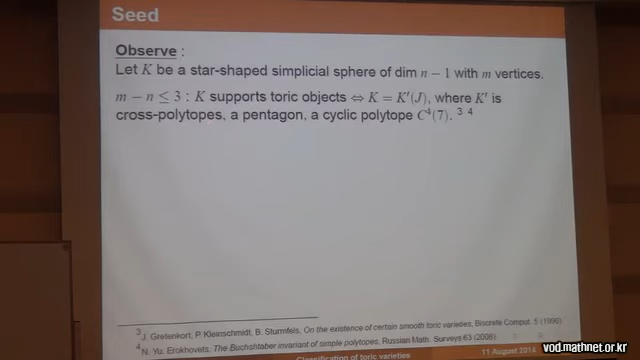 Seed
Observe :
Let K be a star-shaped simplicial sphere of dim n − 1 with m vertices.
m − n ≤ 3 : K supports toric objects ⇔ K = K′(J), where K′ is
cross-polytopes, a pentagon, a cyclic polytope C⁴(7). ³ ⁴
³J. Gretenkort, P. Kleinschmidt, B. Sturmfels, On the existence of certain smooth toric varieties, Discrete Comput. 5 (1990)
⁴N. Yu. Erokhovets, The Buchstaber invariant of simple polytopes, Russian Math. Surveys 63 (2008)
Classification of toric varieties
11 August 2014
vod.mathnet.or.kr